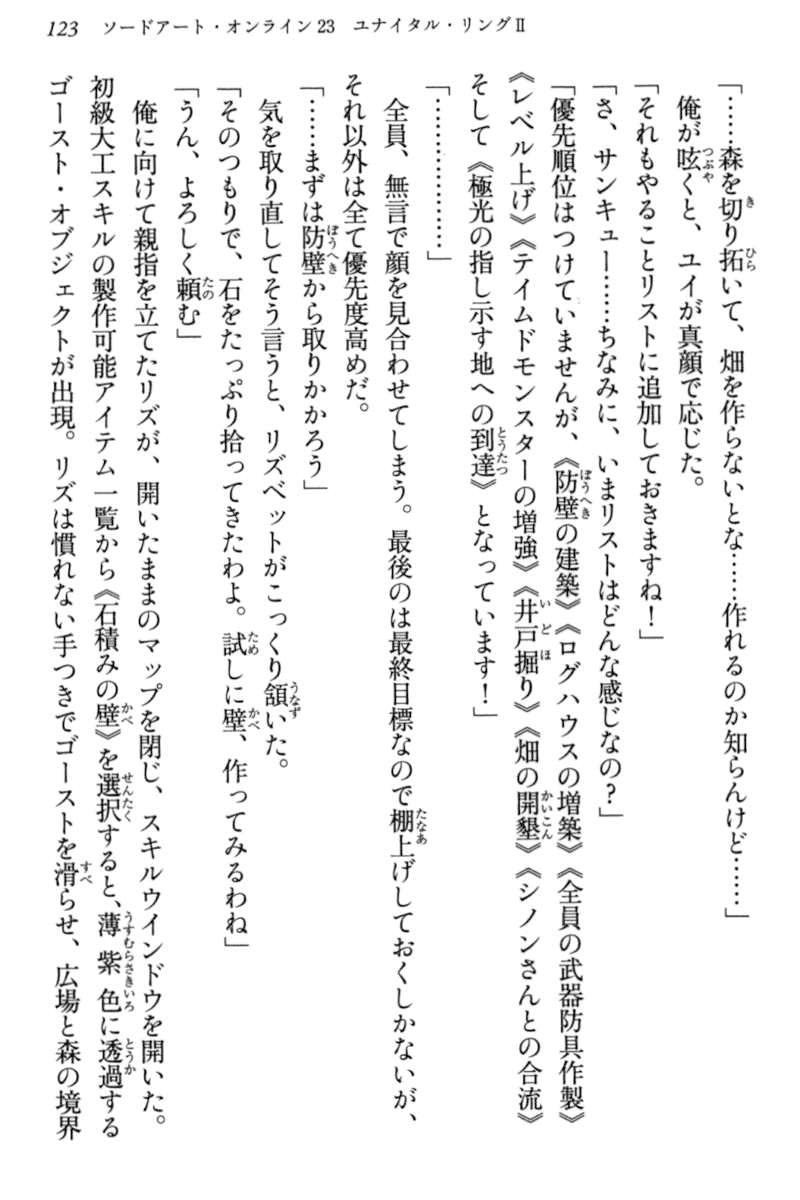 123　ソードアート・オンライン23　ユナイタル・リングⅡ
「……森を切り拓いて、畑を作らないとな……作れるのか知らんけど……」
　俺が呟くと、ユイが真顔で応じた。
「それもやることリストに追加しておきますね！」
「さ、サンキュー……ちなみに、いまリストはどんな感じなの？」
「優先順位はつけていませんが、《防壁の建築》《ログハウスの増築》《全員の武器防具作製》
《レベル上げ》《テイムドモンスターの増強》《井戸掘り》《畑の開墾》《シノンさんとの合流》
そして《極光の指し示す地への到達》となっています！」
「………………」
　全員、無言で顔を見合わせてしまう。最後のは最終目標なので棚上げしておくしかないが、
それ以外は全て優先度高めだ。
「……まずは防壁から取りかかろう」
　気を取り直してそう言うと、リズベットがこっくり頷いた。
「そのつもりで、石をたっぷり拾ってきたわよ。試しに壁、作ってみるわね」
「うん、よろしく頼む」
　俺に向けて親指を立てたリズが、開いたままのマップを閉じ、スキルウインドウを開いた。
初級大工スキルの製作可能アイテム一覧から《石積みの壁》を選択すると、薄紫色に透過する
ゴースト・オブジェクトが出現。リズは慣れない手つきでゴーストを滑らせ、広場と森の境界